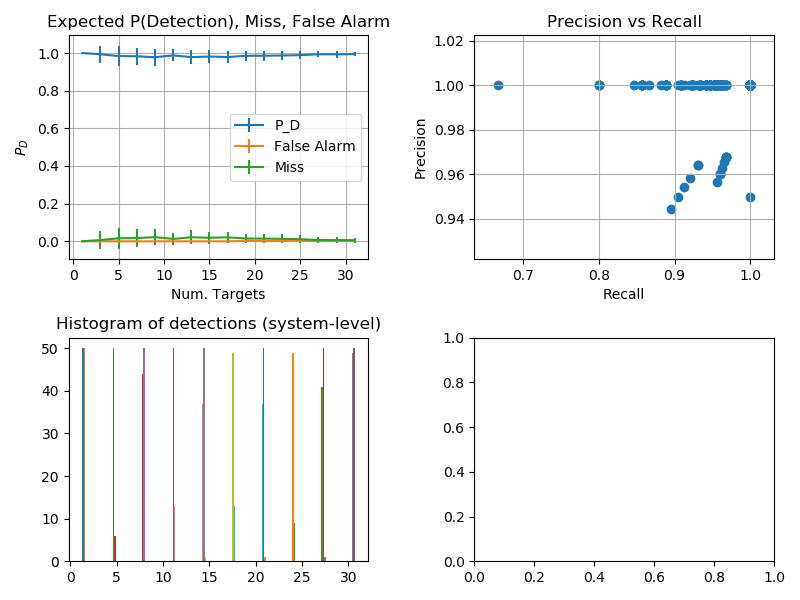 Expected P(Detection), Miss, False Alarm
1.0
0.8
0.6
0.4
0.2
0.0
P_D
P_D
False Alarm
Miss
0 5 10 15 20 25 30
Num. Targets
Precision vs Recall
1.02
1.00
0.98
0.96
0.94
Precision
0.7 0.8 0.9 1.0
Recall
Histogram of detections (system-level)
50
40
30
20
10
0
0 5 10 15 20 25 30
1.0
0.8
0.6
0.4
0.2
0.0
0.0 0.2 0.4 0.6 0.8 1.0